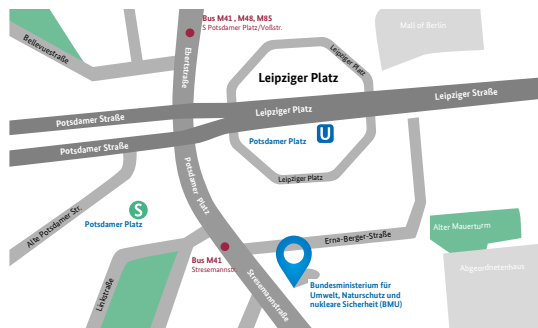 Bus M41 , M48, M85
S Potsdamer Platz/Voßstr.
Mall of Berlin
Bellevuestraße
Ebertstraße
Leipziger Platz
Leipziger Platz
Leipziger Straße
Leipziger Platz
Potsdamer Straße
Potsdamer Straße
Potsdamer Platz
U
Leipziger Platz
Potsdamer Platz
S
Potsdamer Platz
Alte Potsdamer Str.
Alter Mauerturm
Erna-Berger-Straße
Bus M41
Stresemannstr.
Abgeordnetenhaus
Linkstraße
Stresemannstraße
Bundesministerium für
Umwelt, Naturschutz und
nukleare Sicherheit (BMU)